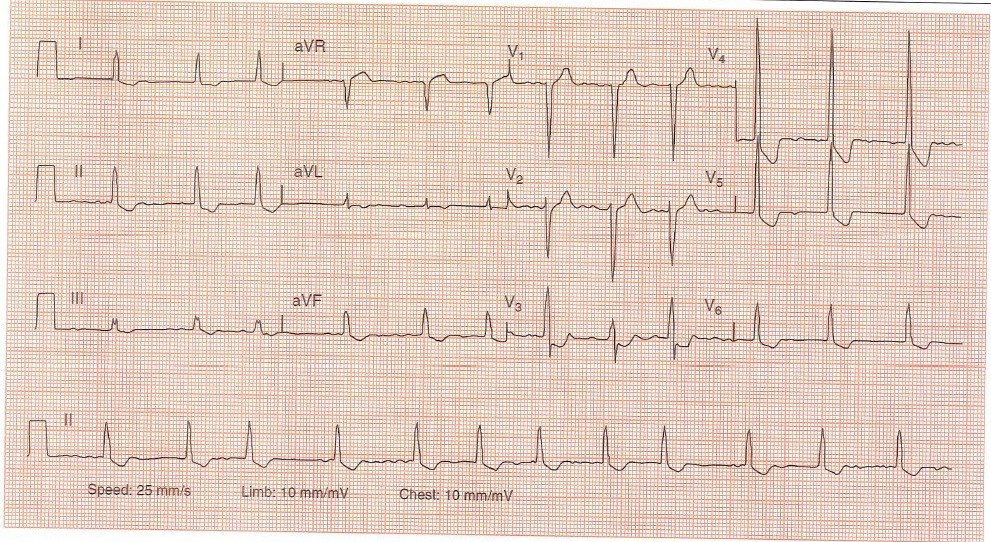 I aVR V₁ V₄
II aVL V₂ V₅
III aVF V₃ V₆
II
Speed: 25 mm/s Limb: 10 mm/mV Chest: 10 mm/mV